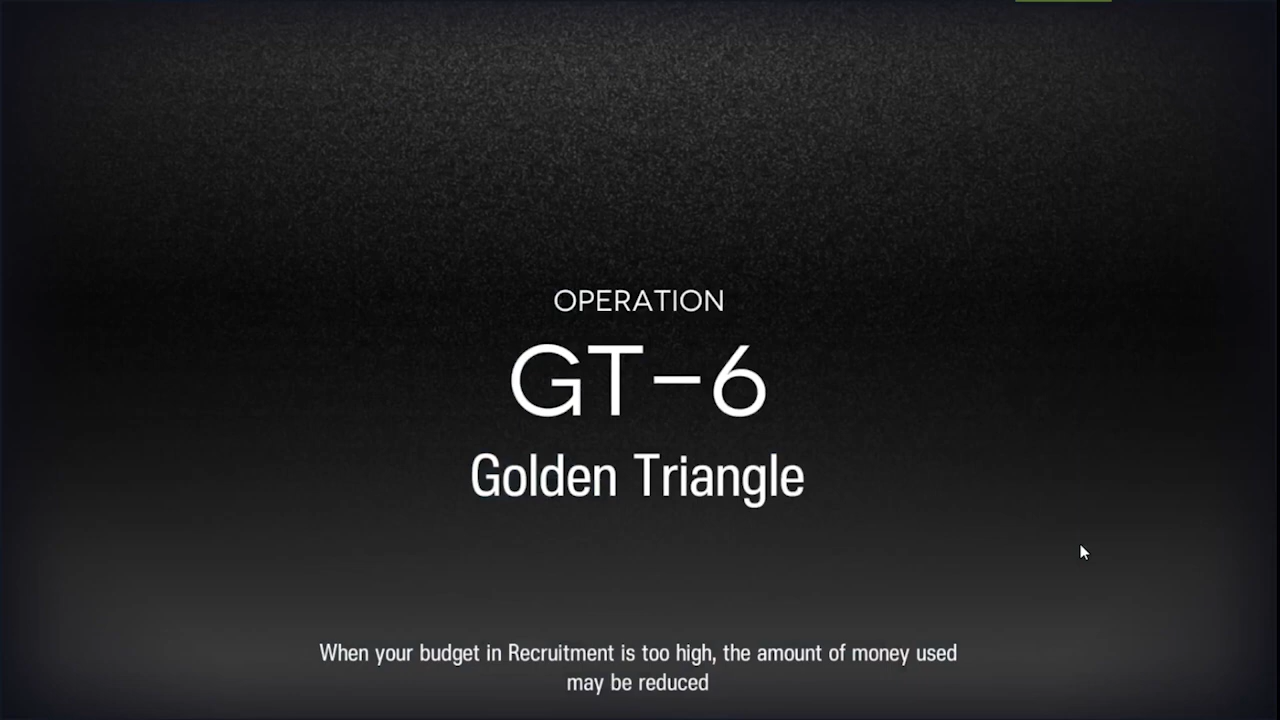 OPERATION
GT-6
Golden Triangle
When your budget in Recruitment is too high, the amount of money used
may be reduced